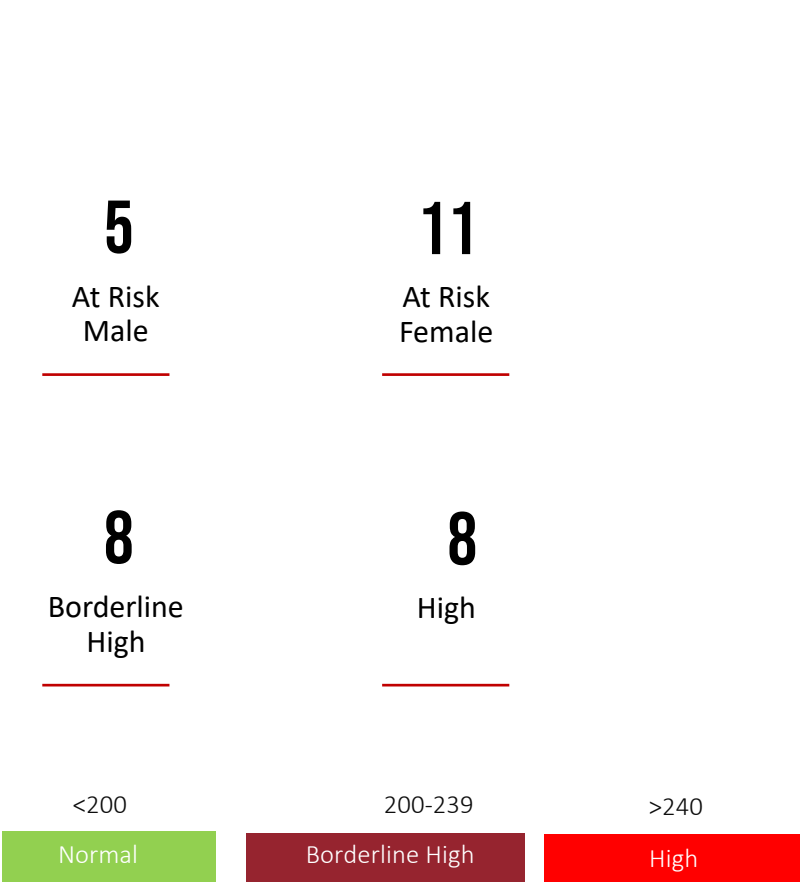 5
At Risk
Male
11
At Risk
Female
8
Borderline
High
8
High
<200
200-239
>240
Normal
Borderline High
High